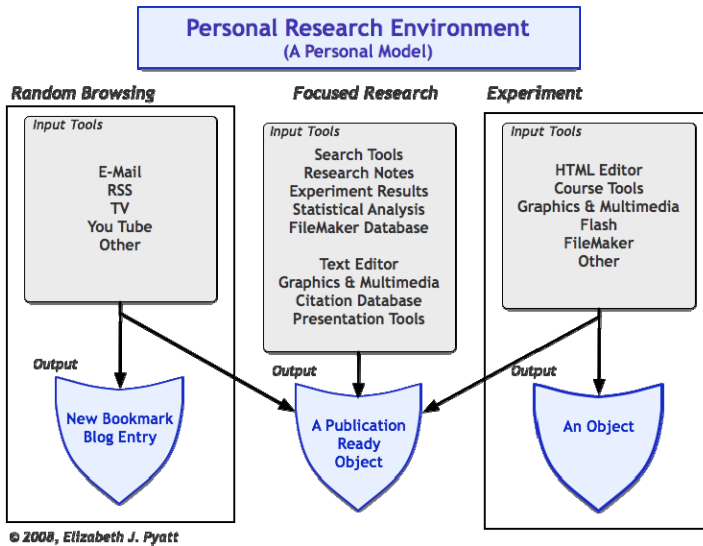 Personal Research Environment
(A Personal Model)
Random Browsing
Focused Research
Experiment
Input Tools
E-Mail
RSS
TV
You Tube
Other
Input Tools
Search Tools
Research Notes
Experiment Results
Statistical Analysis
FileMaker Database
Text Editor
Graphics & Multimedia
Citation Database
Presentation Tools
Input Tools
HTML Editor
Course Tools
Graphics & Multimedia
Flash
FileMaker
Other
Output
New Bookmark
Blog Entry
Output
A Publication
Ready
Object
Output
An Object
© 2008, Elizabeth J. Pyatt